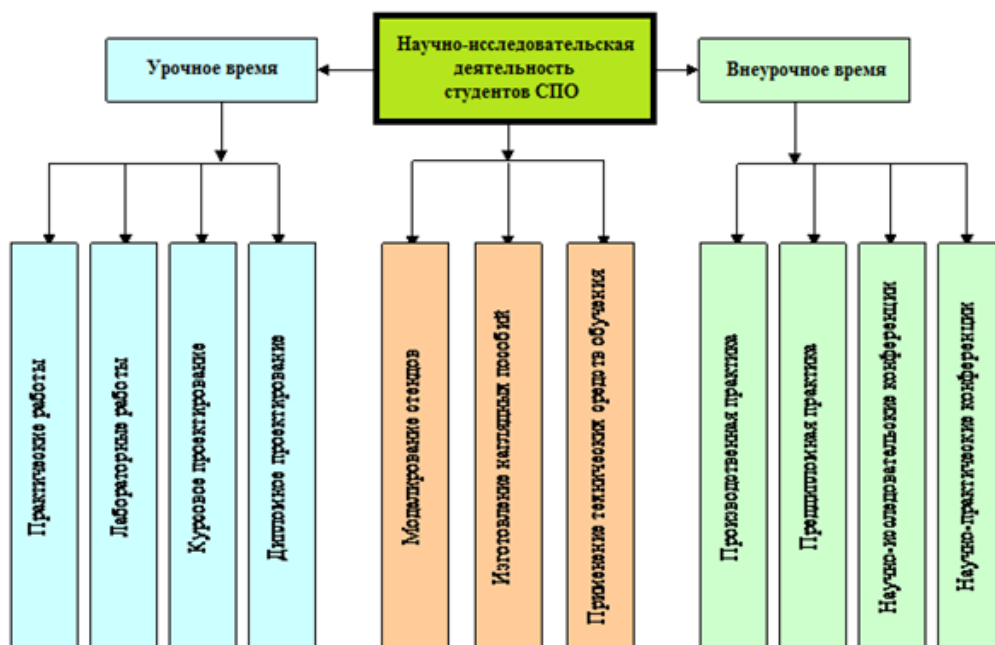 Научно-исследовательская
деятельность
студентов СПО
Урочное время
Внеурочное время
Практические работы
Лабораторные работы
Курсовое проектирование
Дипломное проектирование
Моделирование стендов
Изготовление наглядных пособий
Применение технических средств обучения
Производственная практика
Преддипломная практика
Научно-исследовательские конференции
Научно-практические конференции